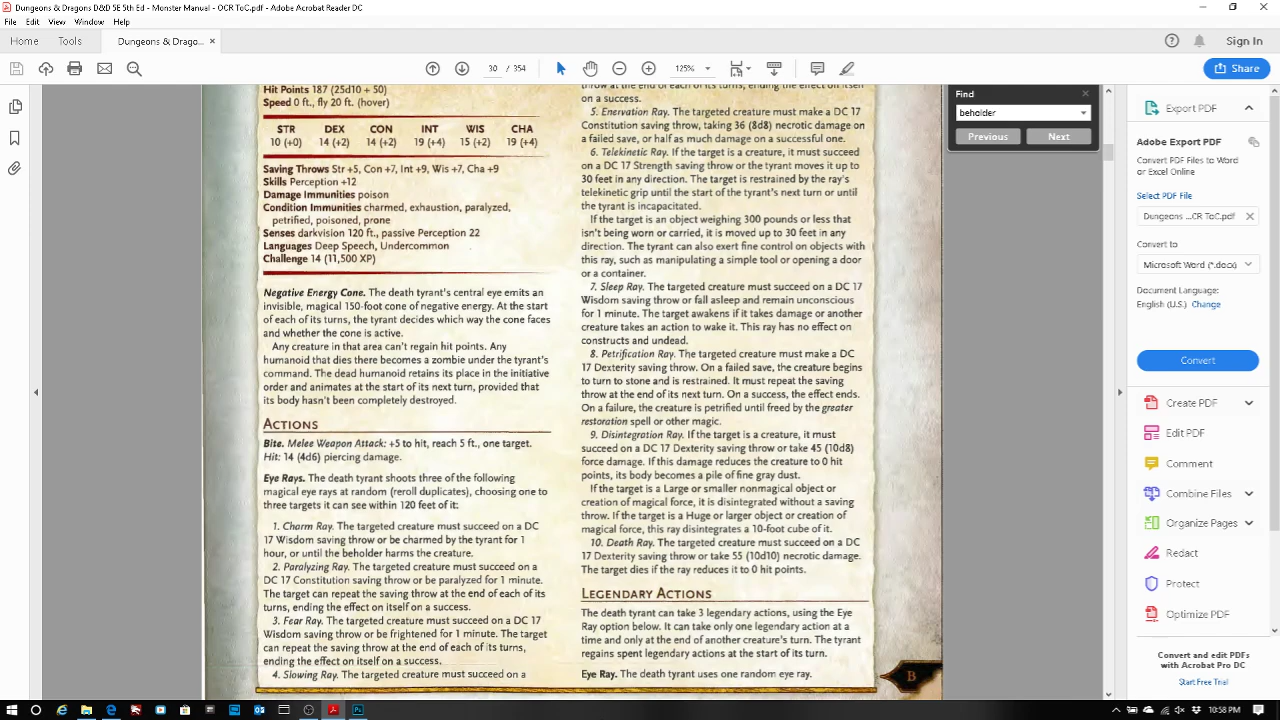 Dungeons & Dragons D&D 5E 5th Ed - Monster Manual - OCR ToC.pdf - Adobe Acrobat Reader DC
File Edit View Window Help
Home Tools Dungeons & Drago... × Sign In
30 / 354 125% Share
Hit Points 187 (25d10 + 50)
Speed 0 ft., fly 20 ft. (hover)
STR DEX CON INT WIS CHA
10 (+0) 14 (+2) 14 (+2) 19 (+4) 15 (+2) 19 (+4)
Saving Throws Str +5, Con +7, Int +9, Wis +7, Cha +9
Skills Perception +12
Damage Immunities poison
Condition Immunities charmed, exhaustion, paralyzed,
petrified, poisoned, prone
Senses darkvision 120 ft., passive Perception 22
Languages Deep Speech, Undercommon
Challenge 14 (11,500 XP)
Negative Energy Cone. The death tyrant's central eye emits an
invisible, magical 150-foot cone of negative energy. At the start
of each of its turns, the tyrant decides which way the cone faces
and whether the cone is active.
Any creature in that area can't regain hit points. Any
humanoid that dies there becomes a zombie under the tyrant's
command. The dead humanoid retains its place in the initiative
order and animates at the start of its next turn, provided that
its body hasn't been completely destroyed.
ACTIONS
Bite. Melee Weapon Attack: +5 to hit, reach 5 ft., one target.
Hit: 14 (4d6) piercing damage.
Eye Rays. The death tyrant shoots three of the following
magical eye rays at random (reroll duplicates), choosing one to
three targets it can see within 120 feet of it:
1. Charm Ray. The targeted creature must succeed on a DC
17 Wisdom saving throw or be charmed by the tyrant for 1
hour, or until the beholder harms the creature.
2. Paralyzing Ray. The targeted creature must succeed on a
DC 17 Constitution saving throw or be paralyzed for 1 minute.
The target can repeat the saving throw at the end of each of its
turns, ending the effect on itself on a success.
3. Fear Ray. The targeted creature must succeed on a DC 17
Wisdom saving throw or be frightened for 1 minute. The target
can repeat the saving throw at the end of each of its turns,
ending the effect on itself on a success.
4. Slowing Ray. The targeted creature must succeed on a
throw at the end of each of its turns, ending the effect on itself
on a success.
5. Enervation Ray. The targeted creature must make a DC 17
Constitution saving throw, taking 36 (8d8) necrotic damage on
a failed save, or half as much damage on a successful one.
6. Telekinetic Ray. If the target is a creature, it must succeed
on a DC 17 Strength saving throw or the tyrant moves it up to
30 feet in any direction. The target is restrained by the ray's
telekinetic grip until the start of the tyrant's next turn or until
the tyrant is incapacitated.
If the target is an object weighing 300 pounds or less that
isn't being worn or carried, it is moved up to 30 feet in any
direction. The tyrant can also exert fine control on objects with
this ray, such as manipulating a simple tool or opening a door
or a container.
7. Sleep Ray. The targeted creature must succeed on a DC 17
Wisdom saving throw or fall asleep and remain unconscious
for 1 minute. The target awakens if it takes damage or another
creature takes an action to wake it. This ray has no effect on
constructs and undead.
8. Petrification Ray. The targeted creature must make a DC
17 Dexterity saving throw. On a failed save, the creature begins
to turn to stone and is restrained. It must repeat the saving
throw at the end of its next turn. On a success, the effect ends.
On a failure, the creature is petrified until freed by the greater
restoration spell or other magic.
9. Disintegration Ray. If the target is a creature, it must
succeed on a DC 17 Dexterity saving throw or take 45 (10d8)
force damage. If this damage reduces the creature to 0 hit
points, its body becomes a pile of fine gray dust.
If the target is a Large or smaller nonmagical object or
creation of magical force, it is disintegrated without a saving
throw. If the target is a Huge or larger object or creation of
magical force, this ray disintegrates a 10-foot cube of it.
10. Death Ray. The targeted creature must succeed on a DC
17 Dexterity saving throw or take 55 (10d10) necrotic damage.
The target dies if the ray reduces it to 0 hit points.
LEGENDARY ACTIONS
The death tyrant can take 3 legendary actions, using the Eye
Ray option below. It can take only one legendary action at a
time and only at the end of another creature's turn. The tyrant
regains spent legendary actions at the start of its turn.
Eye Ray. The death tyrant uses one random eye ray.
B
Find
beholder
Previous Next
Export PDF
Adobe Export PDF
Convert PDF Files to Word
or Excel Online
Select PDF File
Dungeons ...CR ToC.pdf
Convert to
Microsoft Word (*.docx)
Document Language:
English (U.S.) Change
Convert
Create PDF
Edit PDF
Comment
Combine Files
Organize Pages
Redact
Protect
Optimize PDF
Convert and edit PDFs
with Acrobat Pro DC
Start Free Trial
10:58 PM